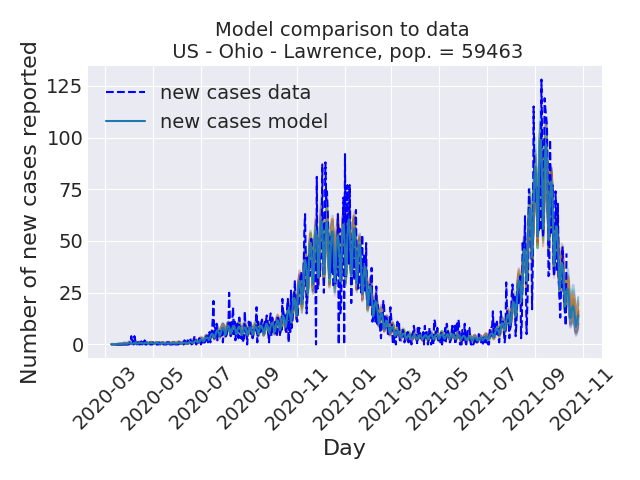 Model comparison to data
US - Ohio - Lawrence, pop. = 59463
new cases data
new cases model
Number of new cases reported
125
100
75
50
25
0
2020-03
2020-05
2020-07
2020-09
2020-11
2021-01
2021-03
2021-05
2021-07
2021-09
2021-11
Day